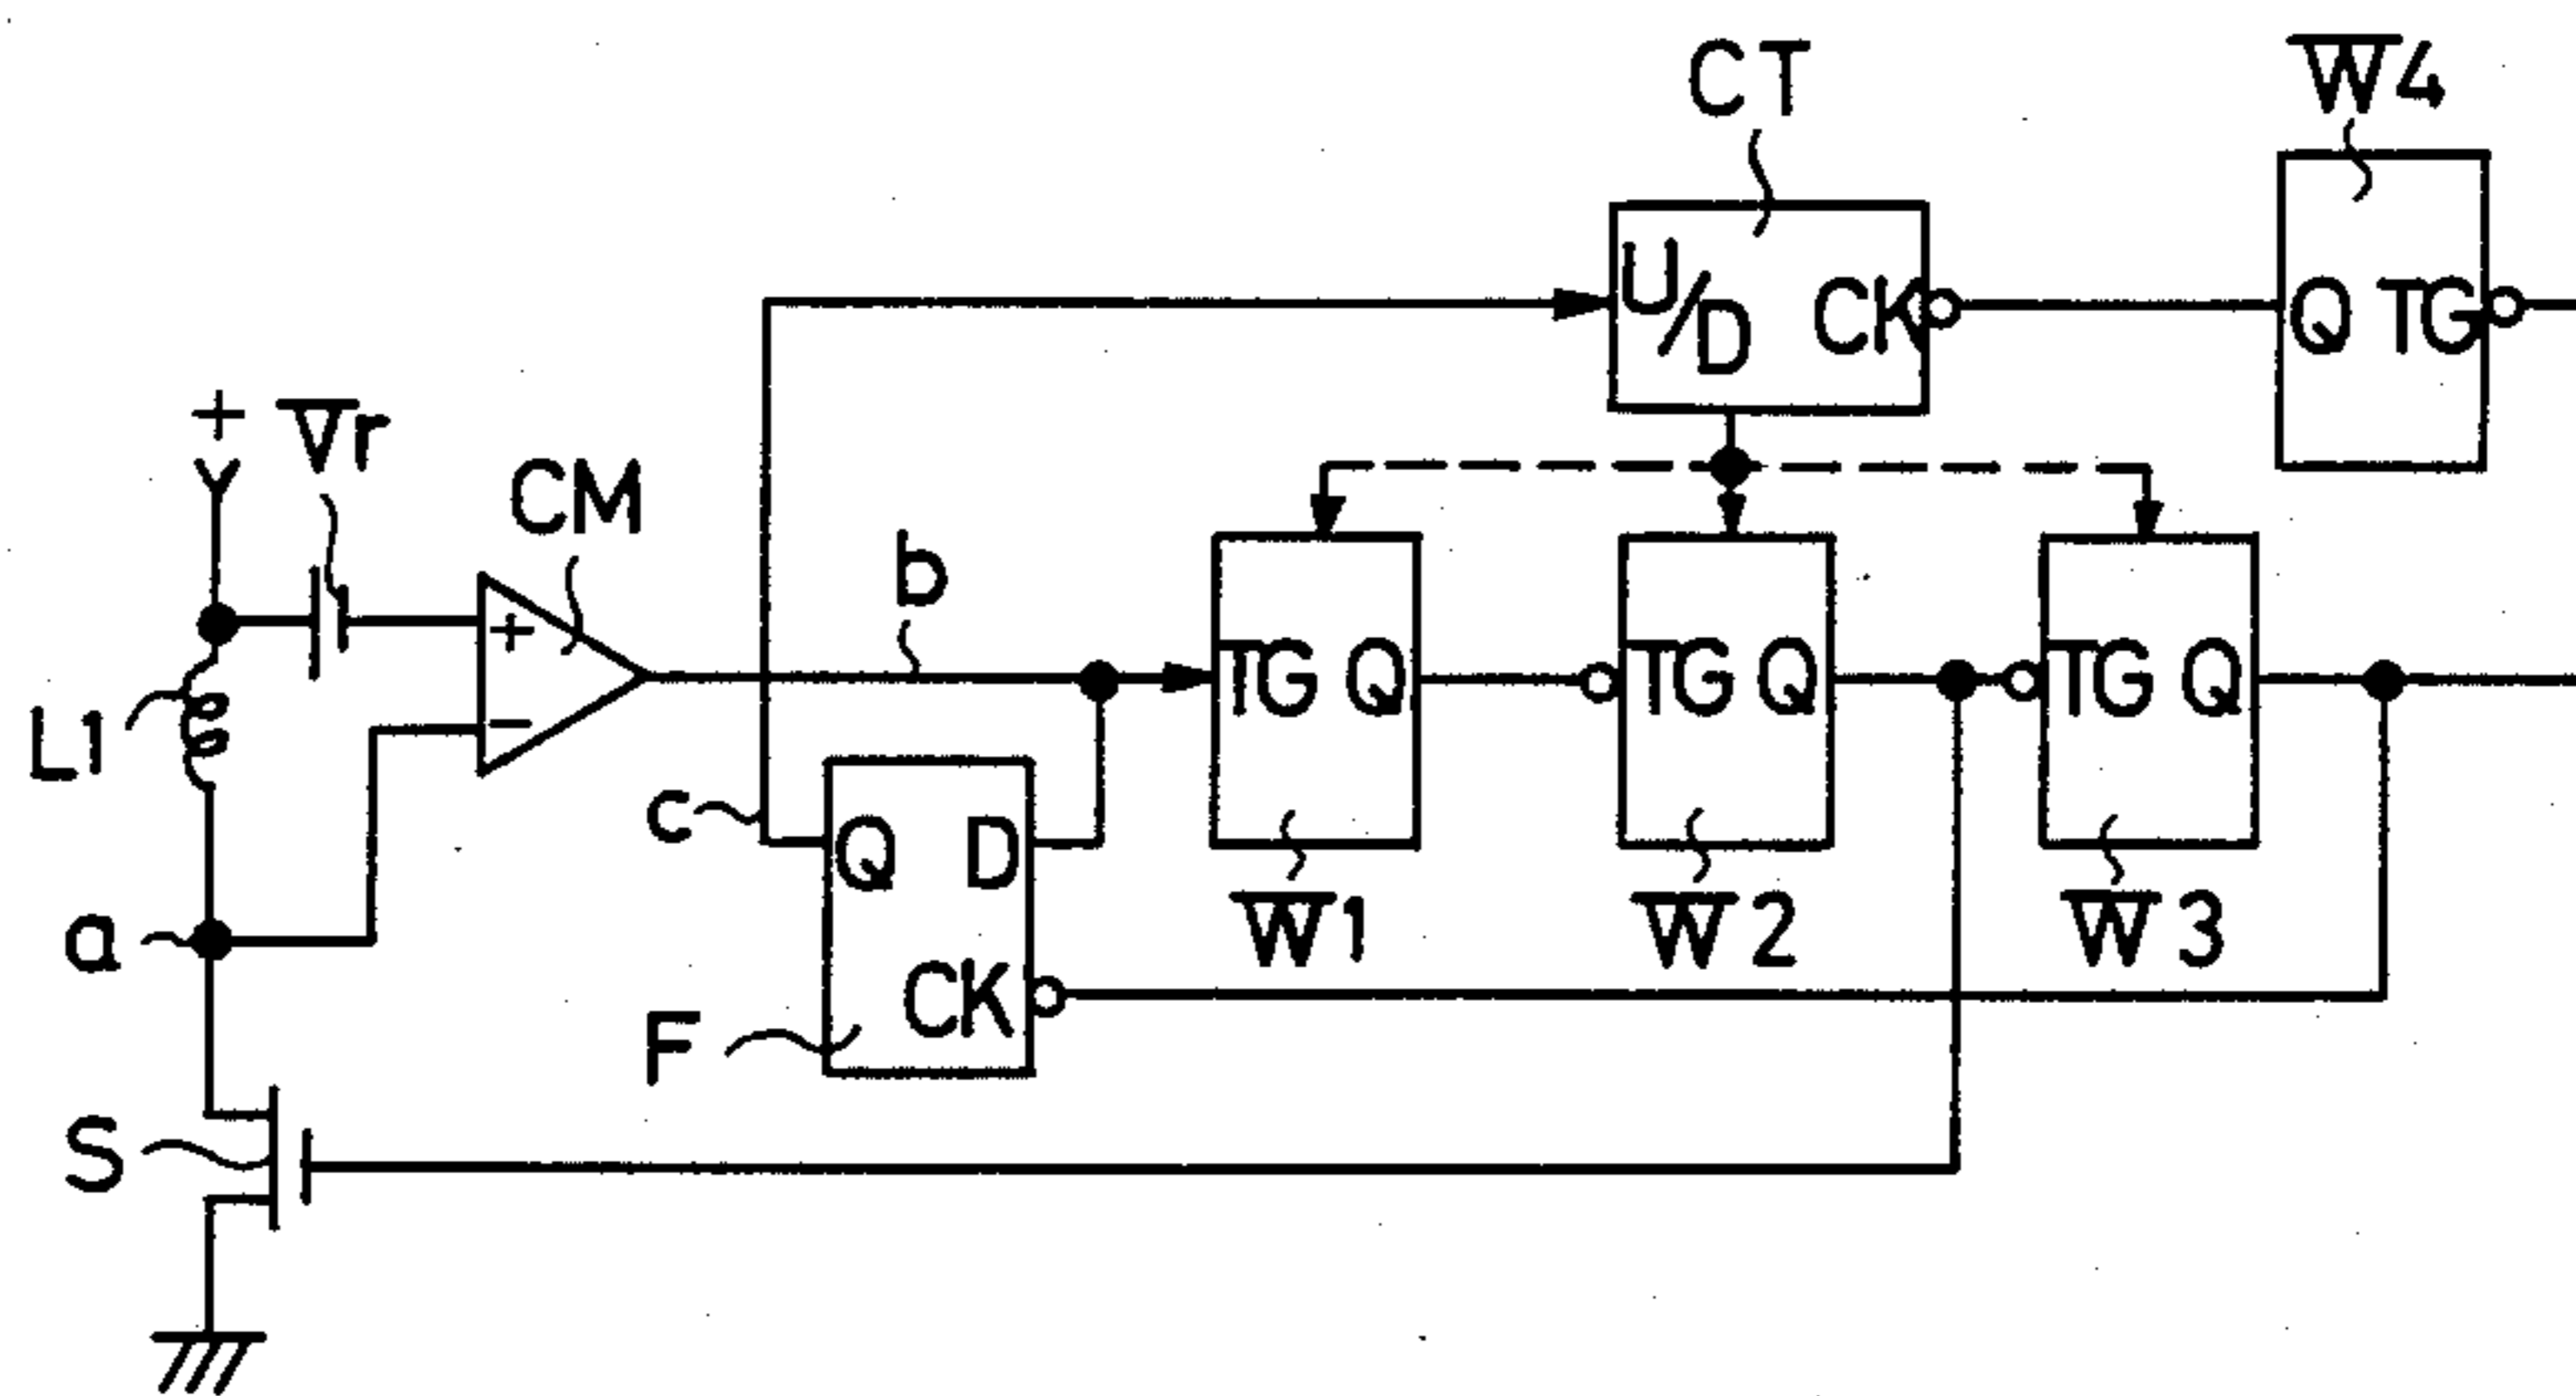 CT
W4
U/D CK
Q TG
+
Vr
CM
+
−
b
L1
TG Q
TG Q
TG Q
c
Q D
CK
W1
W2
W3
a
F
S